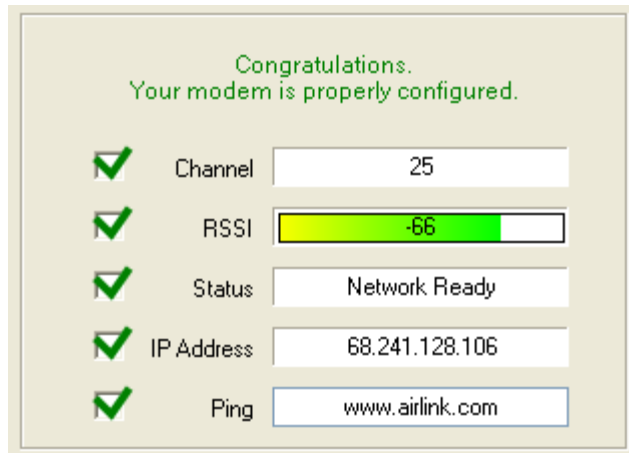 Congratulations.
Your modem is properly configured.
Channel 25
RSSI -66
Status Network Ready
IP Address 68.241.128.106
Ping www.airlink.com